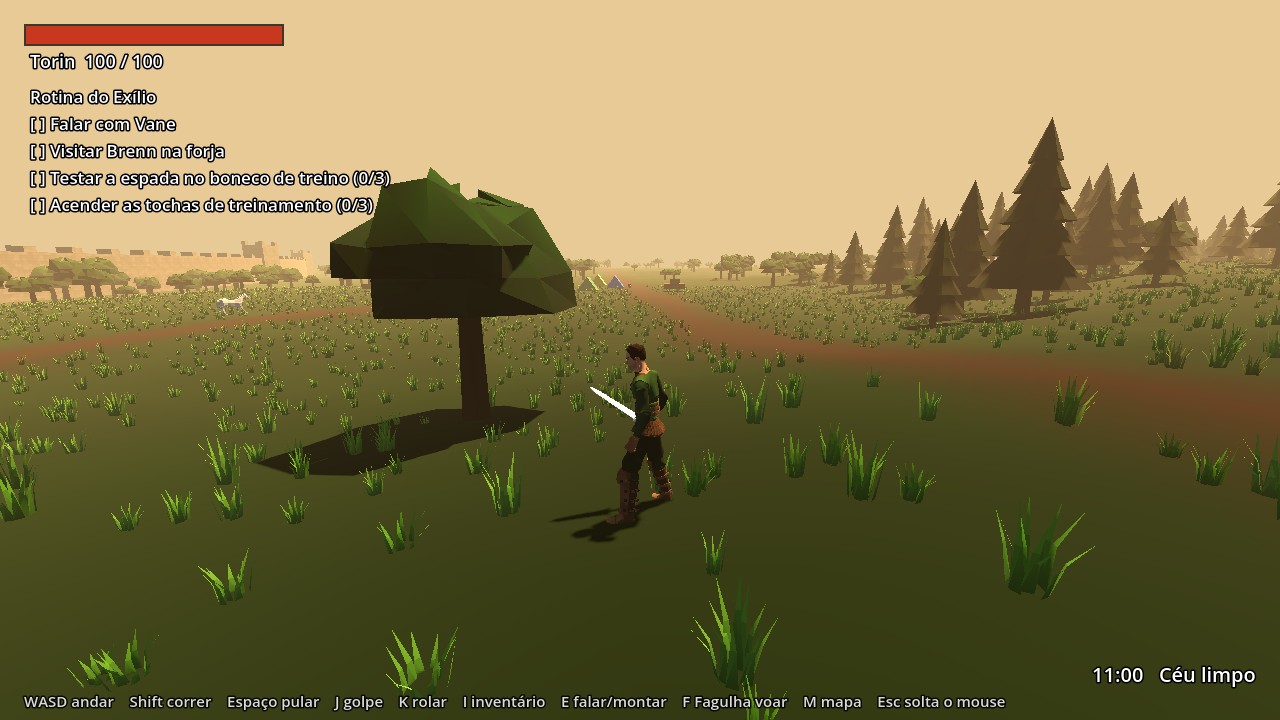 Torin 100 / 100
Rotina do Exílio
[ ] Falar com Vane
[ ] Visitar Brenn na forja
[ ] Testar a espada no boneco de treino (0/3)
[ ] Acender as tochas de treinamento (0/3)
11:00 Céu limpo
WASD andar Shift correr Espaço pular J golpe K rolar I inventário E falar/montar F Fagulha voar M mapa Esc solta o mouse